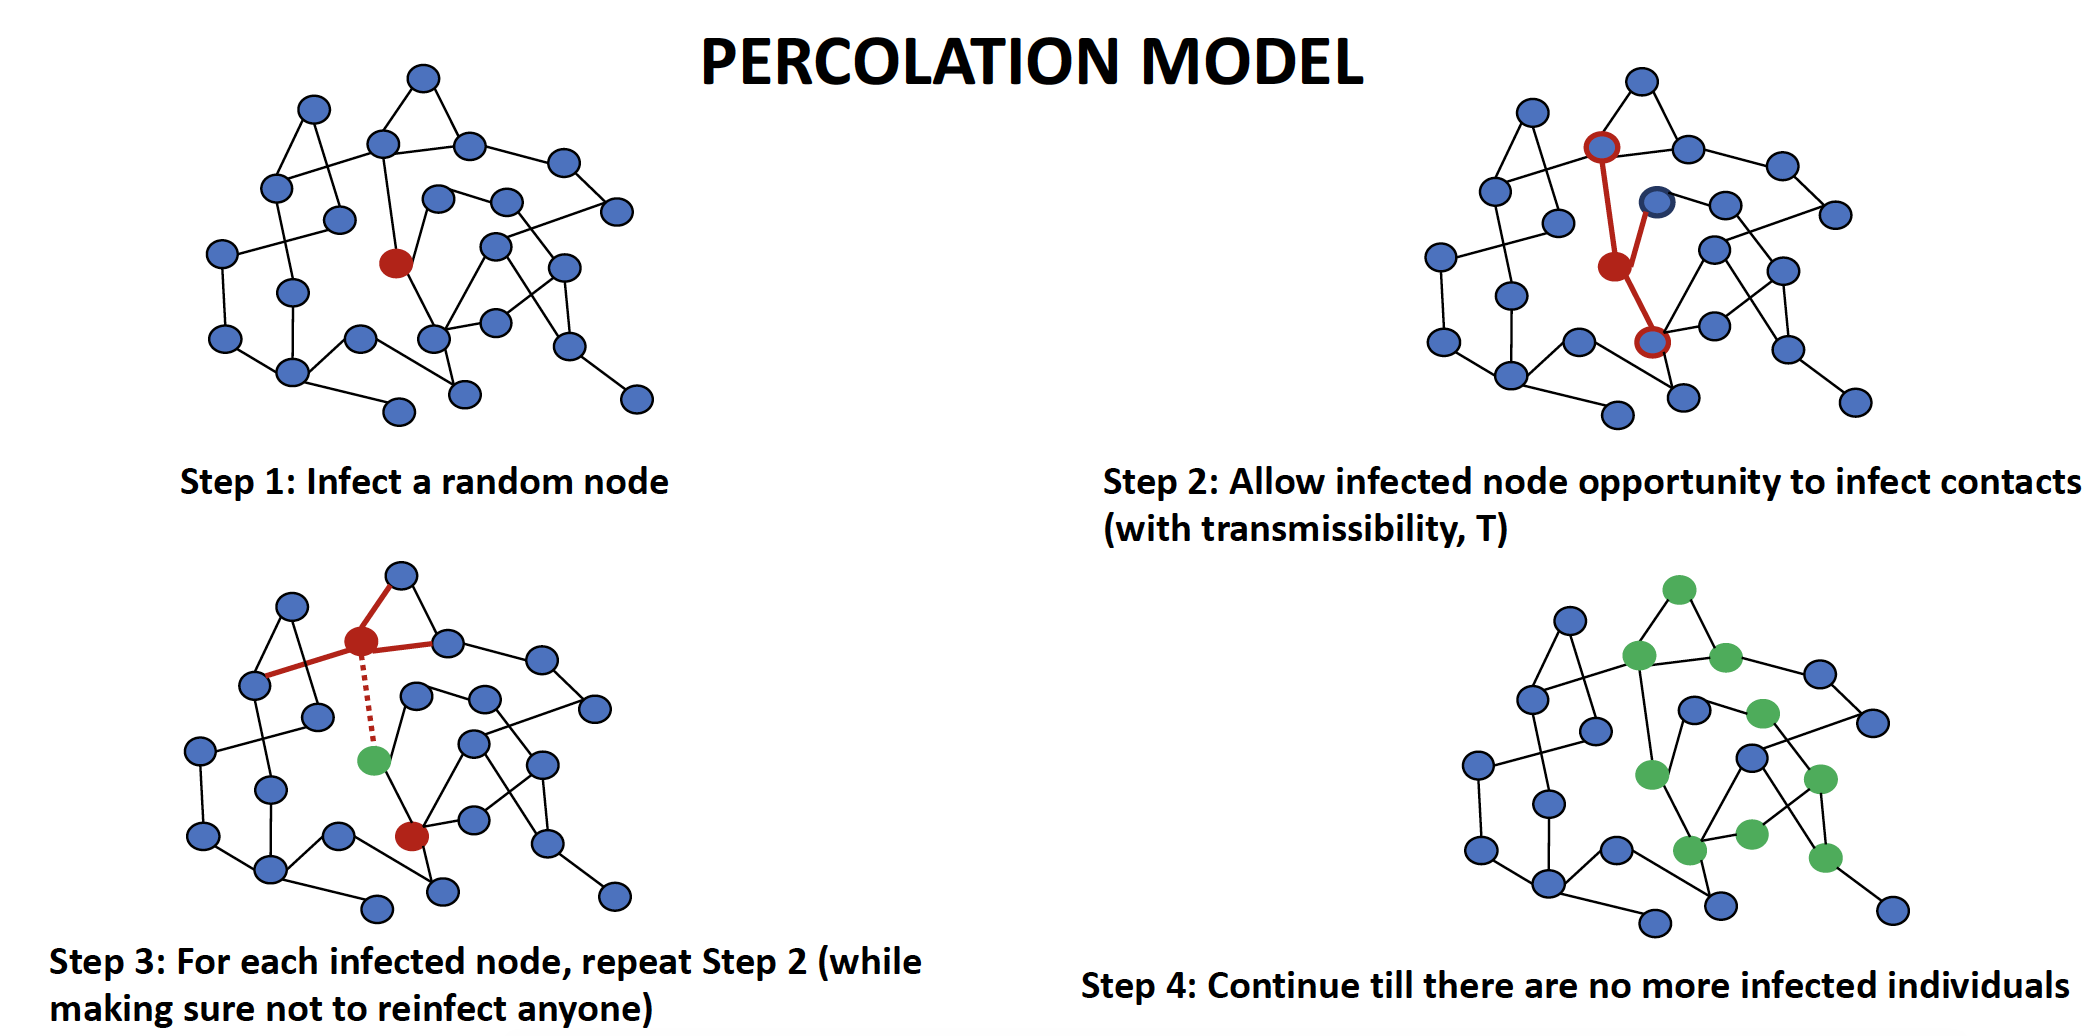 PERCOLATION MODEL
Step 1: Infect a random node
Step 2: Allow infected node opportunity to infect contacts
(with transmissibility, T)
Step 3: For each infected node, repeat Step 2 (while
making sure not to reinfect anyone)
Step 4: Continue till there are no more infected individuals